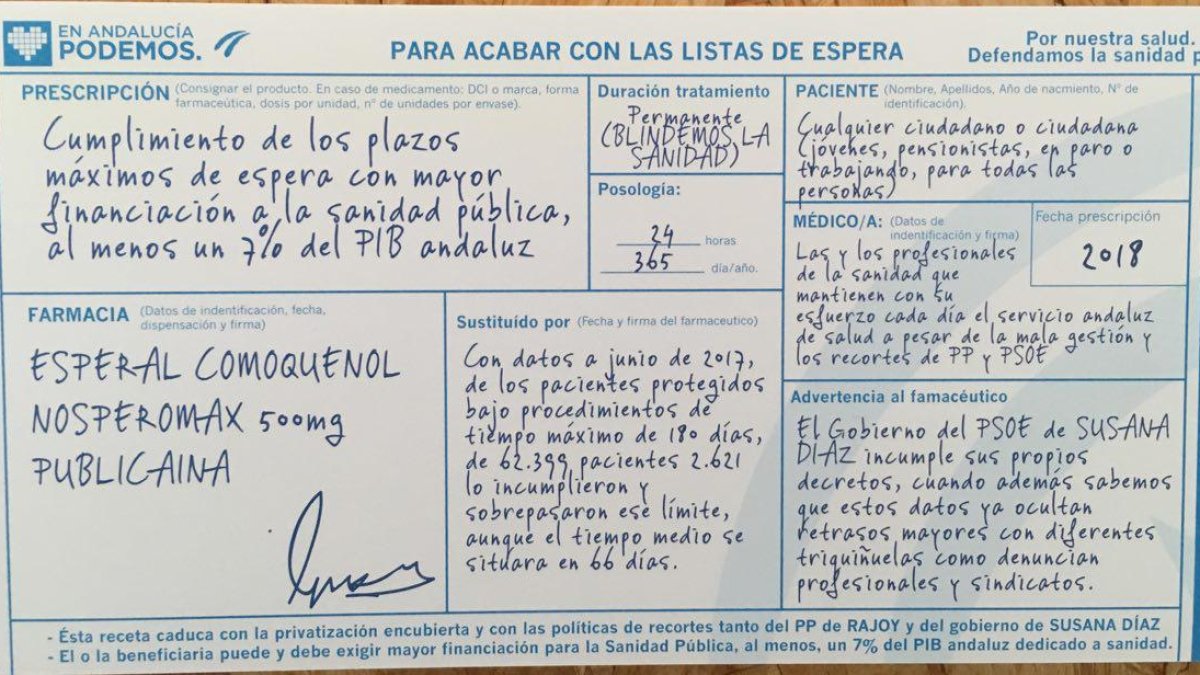 EN ANDALUCÍA
PODEMOS.
PARA ACABAR CON LAS LISTAS DE ESPERA
Por nuestra salud.
Defendamos la sanidad p
PRESCRIPCIÓN (Consignar el producto. En caso de medicamento: DCI o marca, forma
farmaceútica, dosis por unidad, nº de unidades por envase).
Cumplimiento de los plazos
máximos de espera con mayor
financiación a la sanidad pública,
al menos un 7% del PIB andaluz
Duración tratamiento
Permanente
(BLINDEMOS LA
SANIDAD)
Posología:
24 horas
365 día/año.
PACIENTE (Nombre, Apellidos, Año de nacmiento, Nº de
identificación).
Cualquier ciudadano o ciudadana
(jóvenes, pensionistas, en paro o
trabajando, para todas las
personas)
MÉDICO/A: (Datos de
indentificación y firma)
Las y los profesionales
de la sanidad que
mantienen con su
esfuerzo cada día el servicio andaluz
de salud a pesar de la mala gestión y
los recortes de PP y PSOE
Fecha prescripción
2018
FARMACIA (Datos de indentificación, fecha,
dispensación y firma)
ESPERAL COMOQUENOL
NOSPEROMAX 500mg
PUBLICAINA
Sustituído por (Fecha y firma del farmaceutico)
Con datos a junio de 2017,
de los pacientes protegidos
bajo procedimientos de
tiempo máximo de 180 días,
de 62.399 pacientes 2.621
lo incumplieron y
sobrepasaron ese límite,
aunque el tiempo medio se
situara en 66 días.
Advertencia al famacéutico
El Gobierno del PSOE de SUSANA
DÍAZ incumple sus propios
decretos, cuando además sabemos
que estos datos ya ocultan
retrasos mayores con diferentes
triquiñuelas como denuncian
profesionales y sindicatos.
- Ésta receta caduca con la privatización encubierta y con las políticas de recortes tanto del PP de RAJOY y del gobierno de SUSANA DÍAZ
- El o la beneficiaria puede y debe exigir mayor financiación para la Sanidad Pública, al menos, un 7% del PIB andaluz dedicado a sanidad.